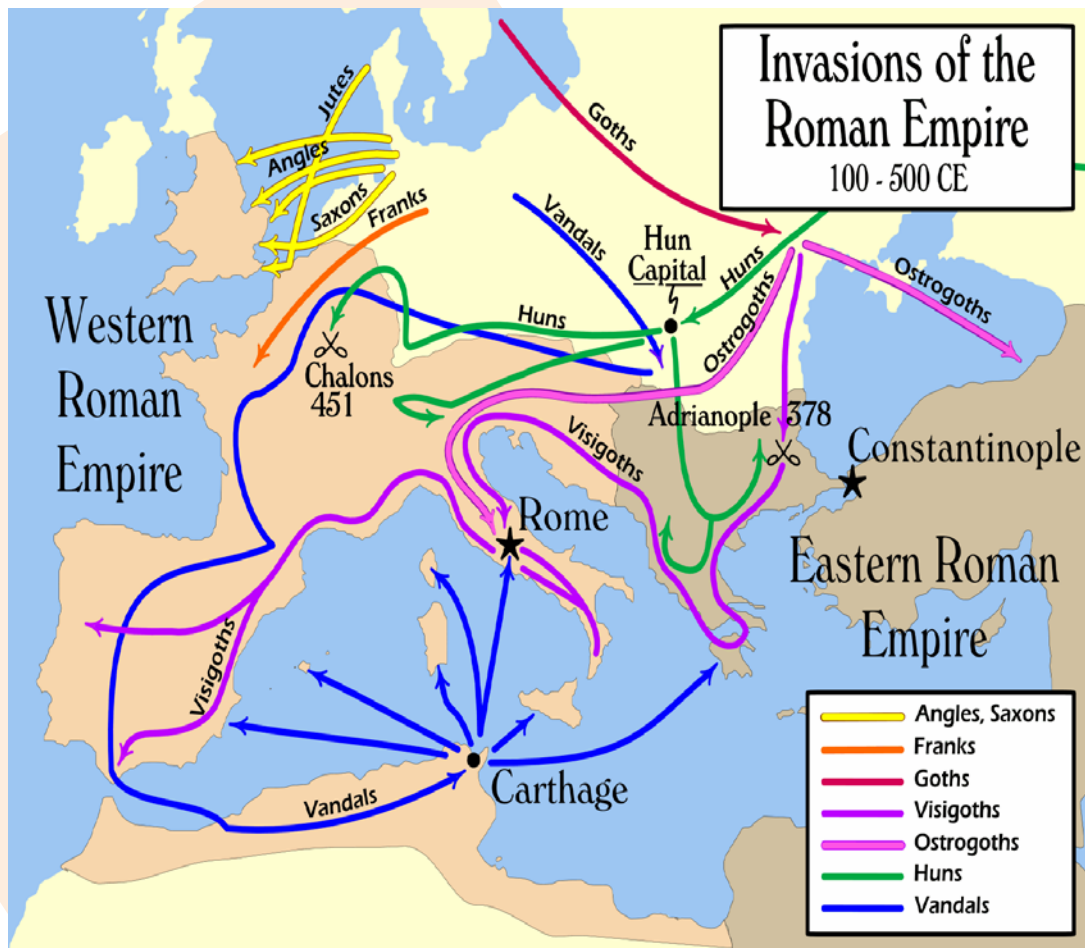 Invasions of the
Roman Empire
100 - 500 CE
Jutes
Angles
Saxons
Franks
Goths
Vandals
Hun
Capital
Huns
Ostrogoths
Ostrogoths
Huns
Western
Roman
Empire
Chalons
451
Adrianople 378
Visigoths
Constantinople
Rome
Eastern Roman
Empire
Visigoths
Vandals
Carthage
Angles, Saxons
Franks
Goths
Visigoths
Ostrogoths
Huns
Vandals